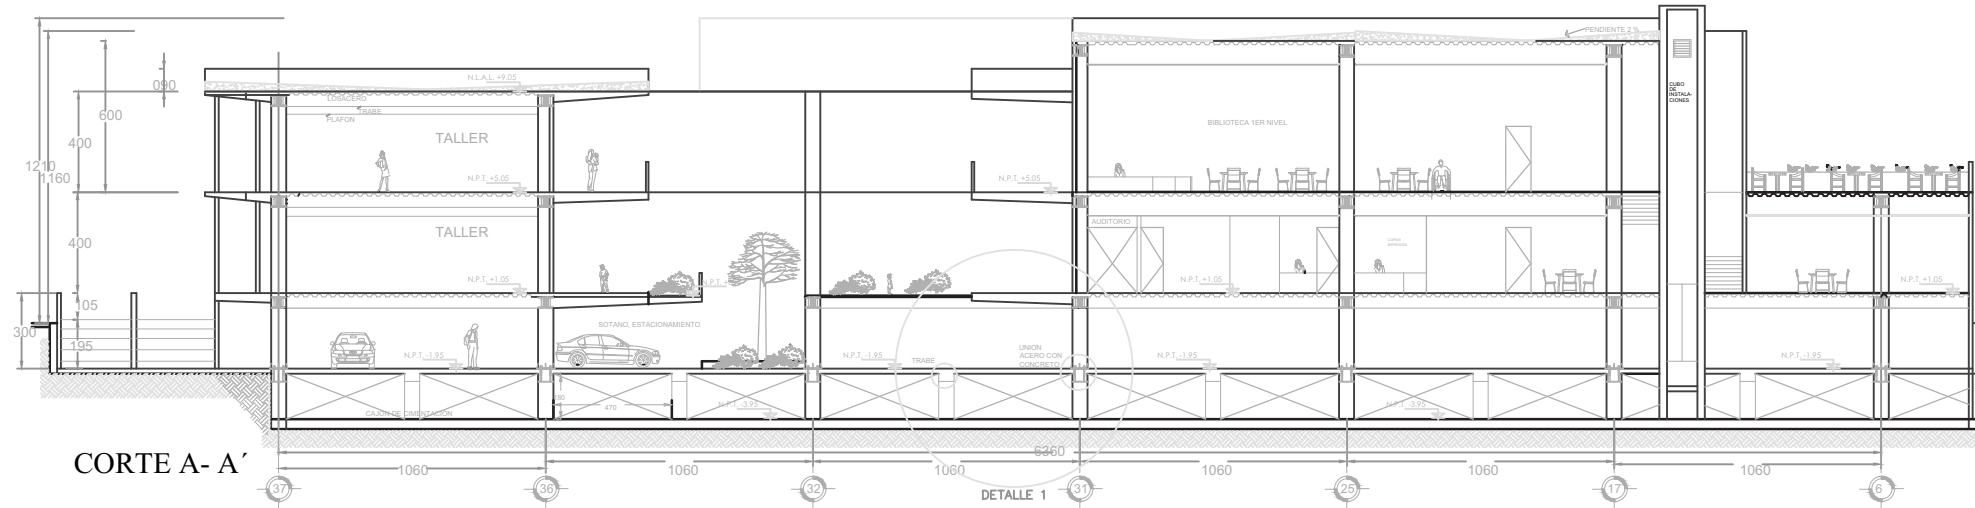 PENDIENTE 2 %
N.L.A.L. +9.05
090
CUBO
DE
INSTALA-
CIONES
LOSACERO
TRABE
600
PLAFON
BIBLIOTECA 1ER NIVEL
TALLER
400
1210
1160
N.P.T. +5.05
N.P.T. +5.05
AUDITORIO
TALLER
400
N.P.T. +1.05
N.P.T. +
N.P.T. +1.05
N.P.T. +1.05
105
SOTANO, ESTACIONAMIENTO
300
195
N.P.T. -1.95
N.P.T. -1.95
TRABE
UNION
ACERO CON
CONCRETO
N.P.T. -1.95
N.P.T. -1.95
180
470
CAJON DE CIMENTACION
N.P.T. -3.95
N.P.T. -3.95
6360
CORTE A- A´
1060
1060
1060
1060
1060
1060
37
36
32
DETALLE 1
31
25
17
6